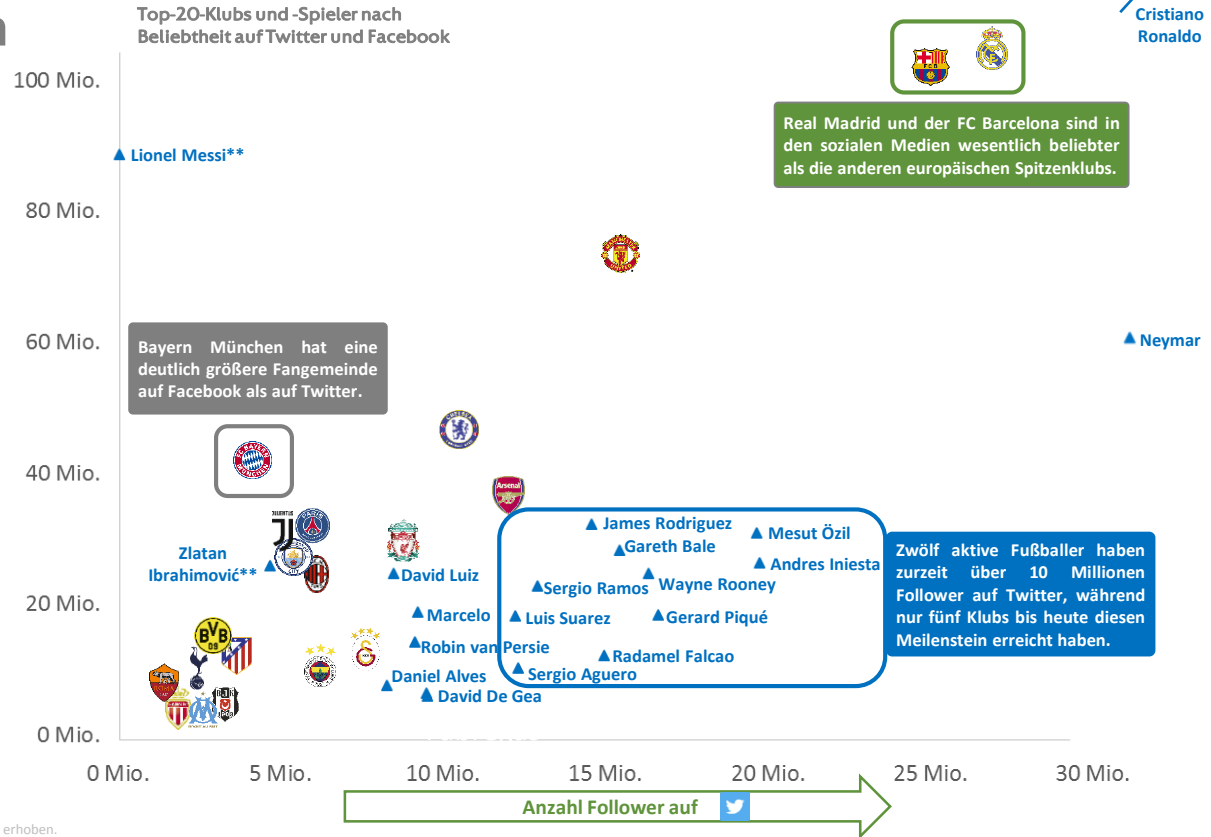 Top-20-Klubs und -Spieler nach
Beliebtheit auf Twitter und Facebook
Cristiano
Ronaldo
100 Mio.
Real Madrid und der FC Barcelona sind in
den sozialen Medien wesentlich beliebter
als die anderen europäischen Spitzenklubs.
Lionel Messi**
80 Mio.
60 Mio.
Neymar
Bayern München hat eine
deutlich größere Fangemeinde
auf Facebook als auf Twitter.
40 Mio.
Arsenal
James Rodriguez
Mesut Özil
Gareth Bale
Andres Iniesta
Zlatan
Ibrahimović**
David Luiz
Sergio Ramos
Wayne Rooney
Zwölf aktive Fußballer haben
zurzeit über 10 Millionen
Follower auf Twitter, während
nur fünf Klubs bis heute diesen
Meilenstein erreicht haben.
20 Mio.
Marcelo
Luis Suarez
Gerard Piqué
BVB
09
Robin van Persie
Radamel Falcao
Daniel Alves
Sergio Aguero
David De Gea
0 Mio.
0 Mio.
5 Mio.
10 Mio.
15 Mio.
20 Mio.
25 Mio.
30 Mio.
Anzahl Follower auf
erhoben.